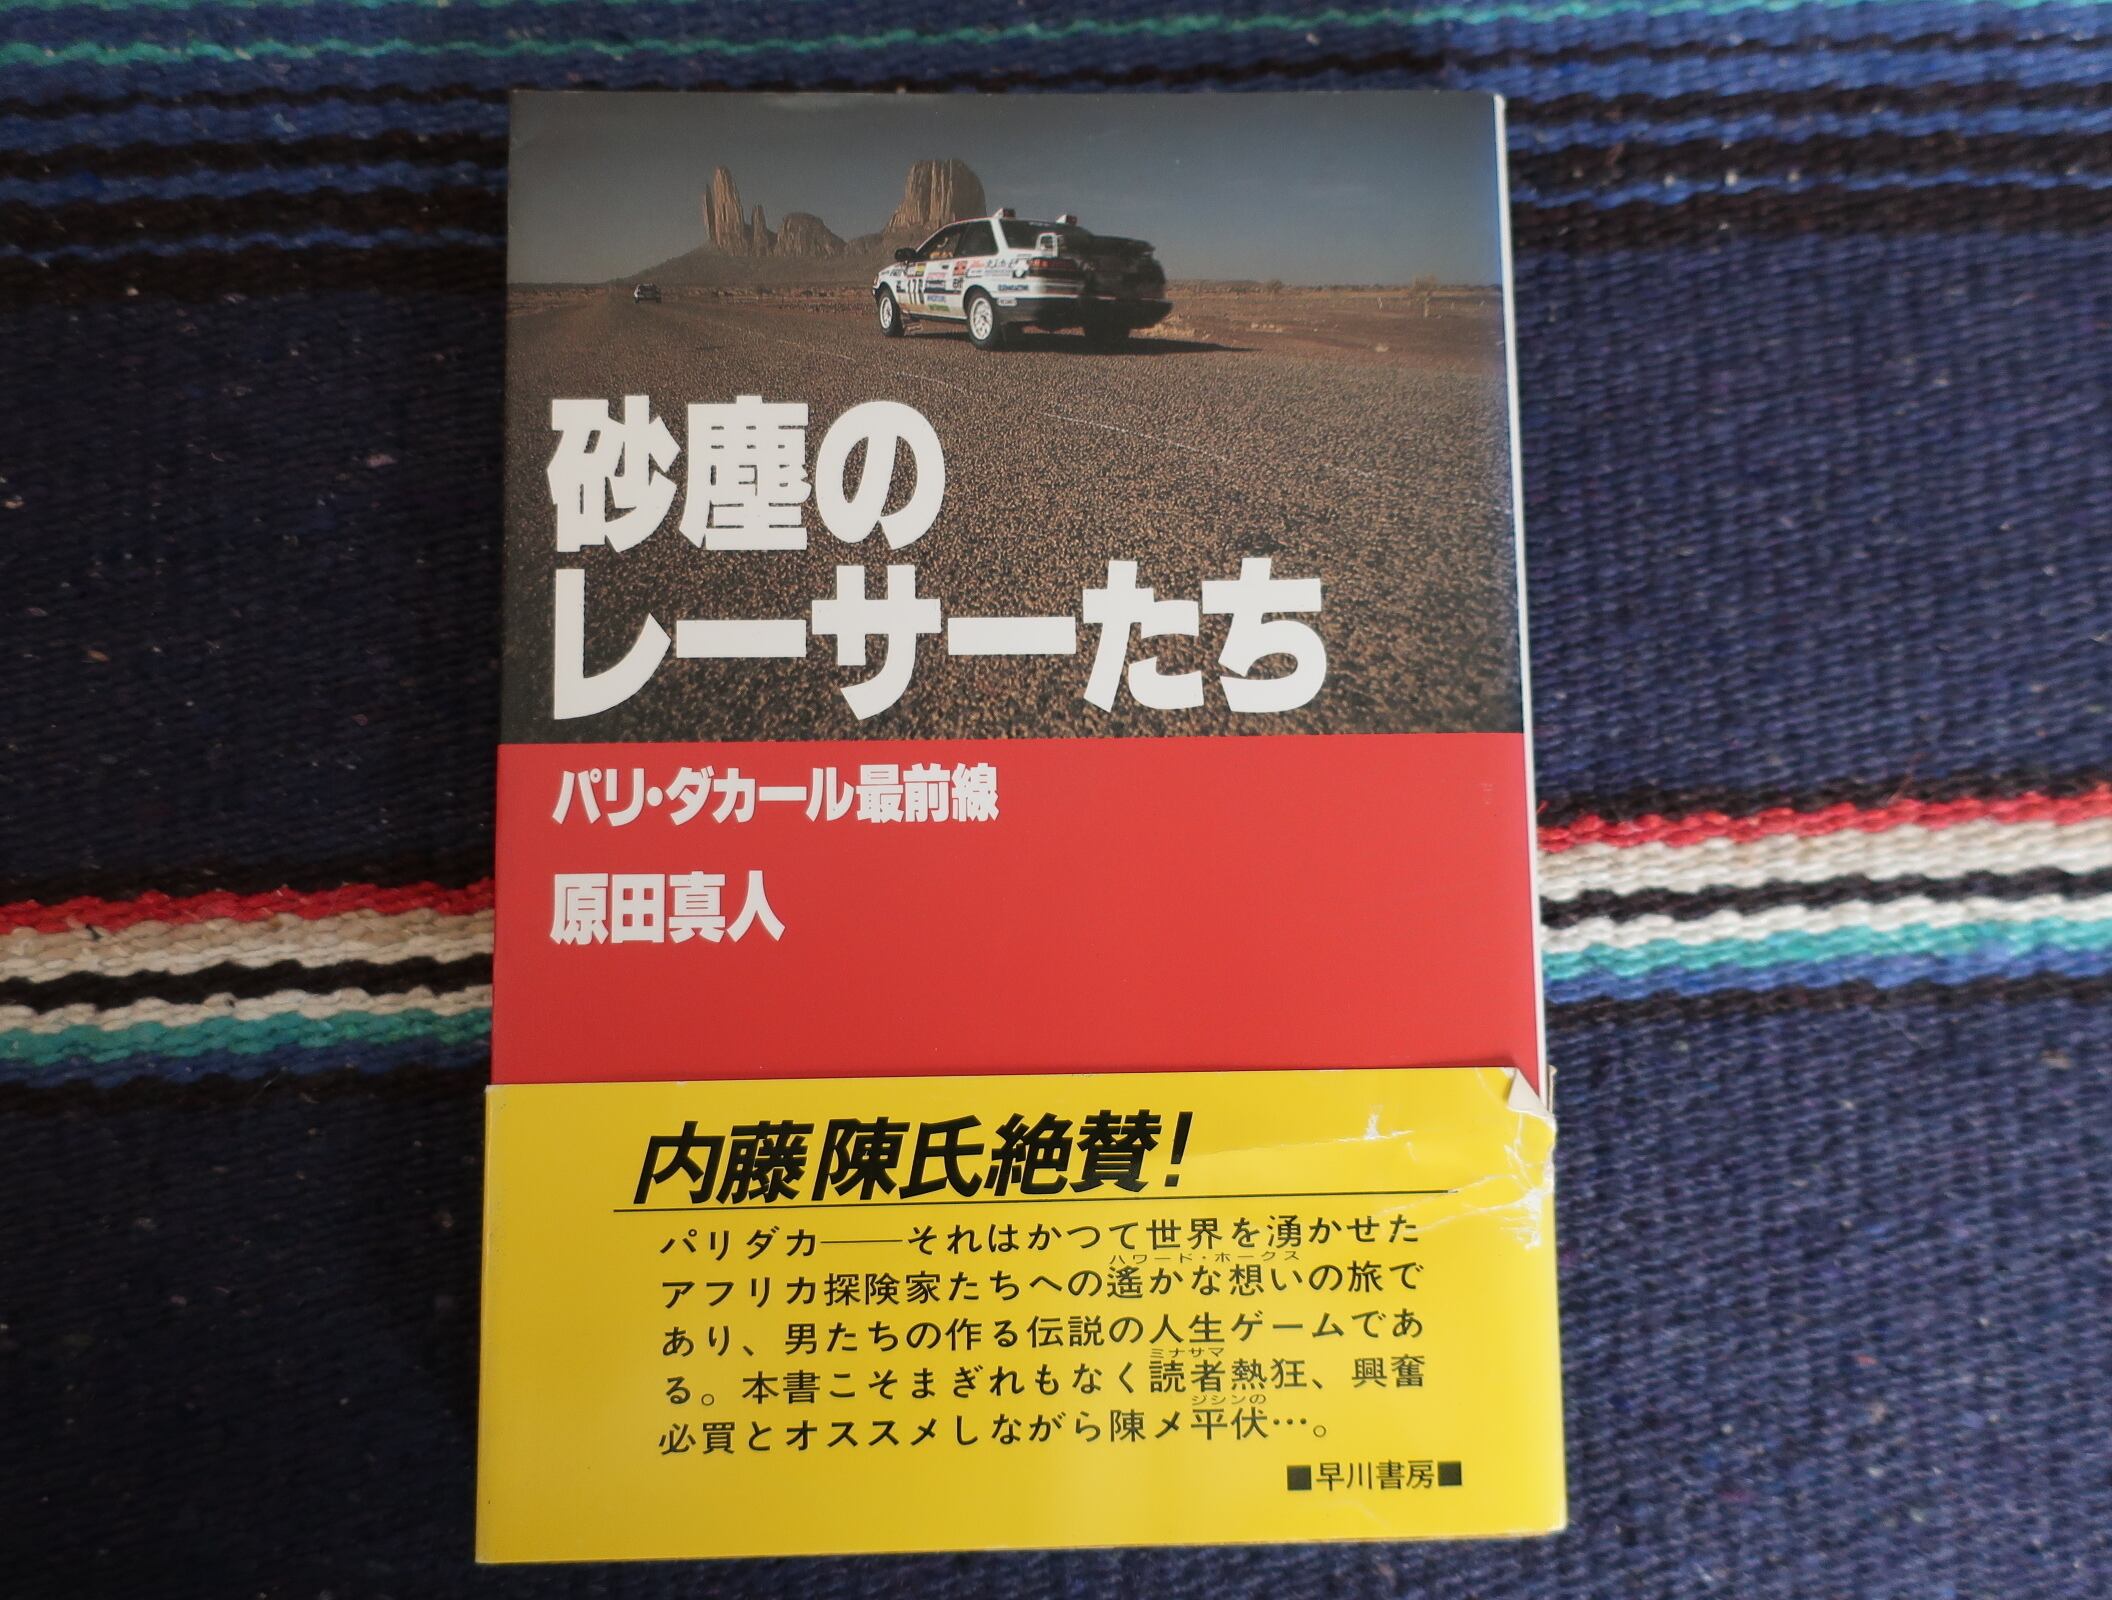 砂塵の
レーサーたち
パリ・ダカール最前線
原田真人
内藤陳氏絶賛!
パリダカ――それはかつて世界を湧かせた
ハワード・ホークス
アフリカ探険家たちへの遙かな想いの旅で
あり、男たちの作る伝説の人生ゲームであ
ミナサマ
る。本書こそまぎれもなく読者熱狂、興奮
ジシンの
必買とオススメしながら陳メ平伏…。
■早川書房■